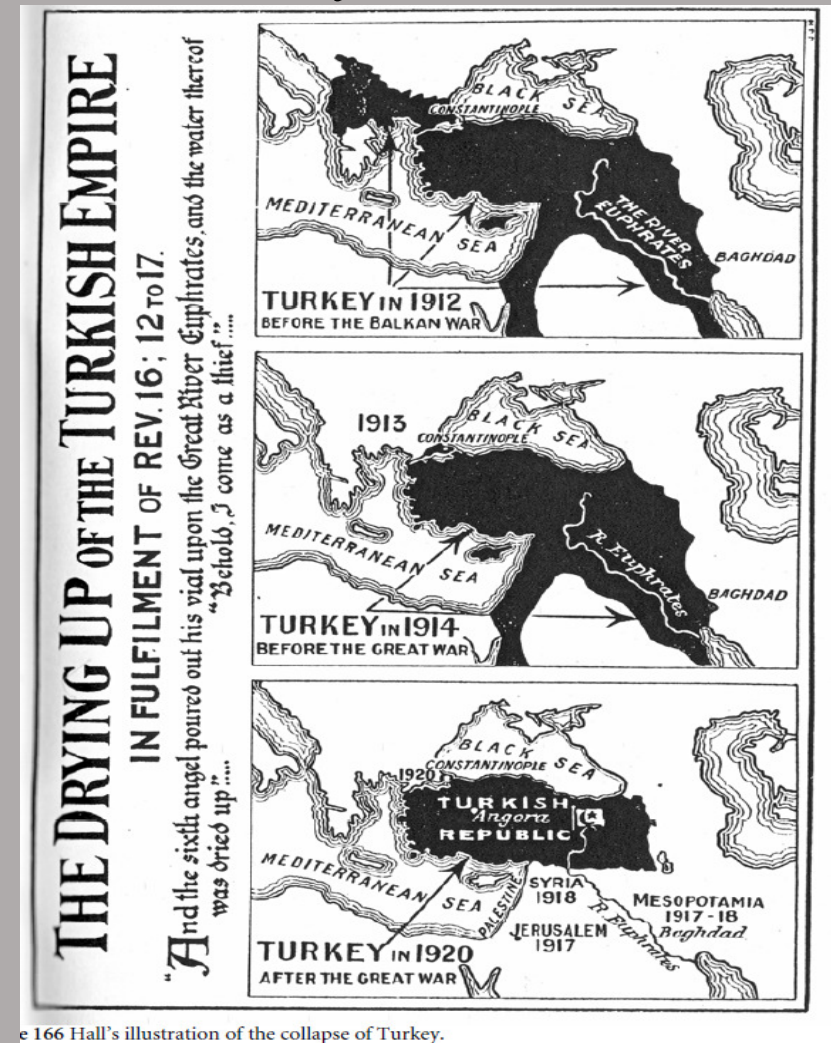 THE DRYING UP OF THE TURKISH EMPIRE
IN FULFILMENT OF REV. 16; 12 TO 17.
"And the sixth angel poured out his vial upon the Great River Euphrates, and the water thereof
was dried up"..... "Behold, I come as a thief".....
BLACK SEA
CONSTANTINOPLE
MEDITERRANEAN SEA
THE RIVER
EUPHRATES
BAGHDAD
TURKEY IN 1912
BEFORE THE BALKAN WAR
1913
BLACK SEA
CONSTANTINOPLE
MEDITERRANEAN SEA
R. Euphrates
BAGHDAD
TURKEY IN 1914
BEFORE THE GREAT WAR
BLACK SEA
CONSTANTINOPLE
1920
TURKISH
Angora
REPUBLIC
MEDITERRANEAN SEA
PALESTINE
SYRIA
1918
JERUSALEM
1917
R. Euphrates
MESOPOTAMIA
1917-18
Baghdad
TURKEY IN 1920
AFTER THE GREAT WAR
e 166 Hall's illustration of the collapse of Turkey.